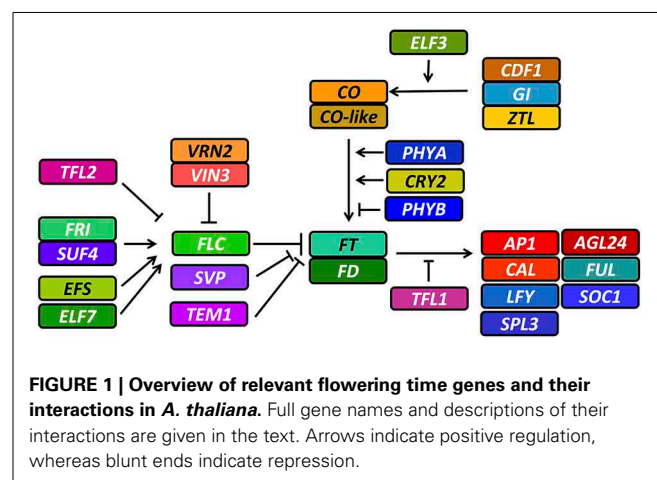 ELF3
CDF1
CO
GI
CO-like
ZTL
VRN2
PHYA
TFL2
VIN3
CRY2
PHYB
FRI
FLC
FT
AP1
AGL24
SUF4
SVP
FD
CAL
FUL
EFS
TEM1
TFL1
LFY
SOC1
ELF7
SPL3
FIGURE 1 | Overview of relevant flowering time genes and their
interactions in A. thaliana. Full gene names and descriptions of their
interactions are given in the text. Arrows indicate positive regulation,
whereas blunt ends indicate repression.